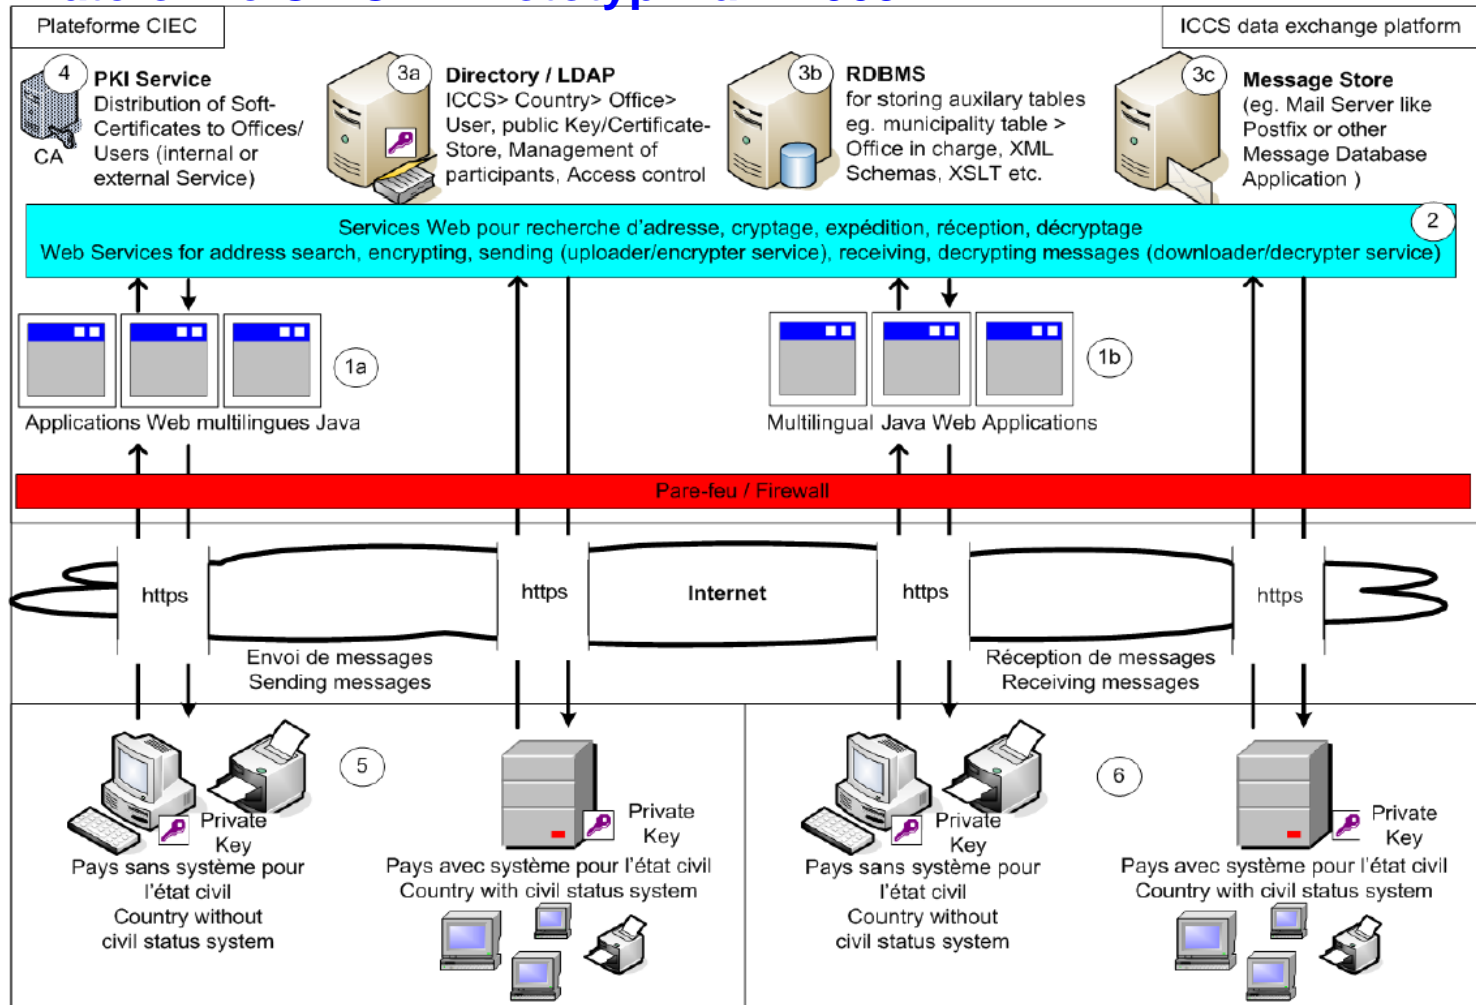 Plateforme CIEC
ICCS data exchange platform
4
PKI Service
Distribution of Soft-
Certificates to Offices/
Users (internal or
external Service)
CA
3a
Directory / LDAP
ICCS> Country> Office>
User, public Key/Certificate-
Store, Management of
participants, Access control
3b
RDBMS
for storing auxilary tables
eg. municipality table >
Office in charge, XML
Schemas, XSLT etc.
3c
Message Store
(eg. Mail Server like
Postfix or other
Message Database
Application )
2
Services Web pour recherche d'adresse, cryptage, expédition, réception, décryptage
Web Services for address search, encrypting, sending (uploader/encrypter service), receiving, decrypting messages (downloader/decrypter service)
1a
Applications Web multilingues Java
1b
Multilingual Java Web Applications
Pare-feu / Firewall
https
https
Internet
https
https
Envoi de messages
Sending messages
Réception de messages
Receiving messages
5
Private
Key
Pays sans système pour
l'état civil
Country without
civil status system
Private
Key
Pays avec système pour l'état civil
Country with civil status system
6
Private
Key
Pays sans système pour
l'état civil
Country without
civil status system
Private
Key
Pays avec système pour l'état civil
Country with civil status system